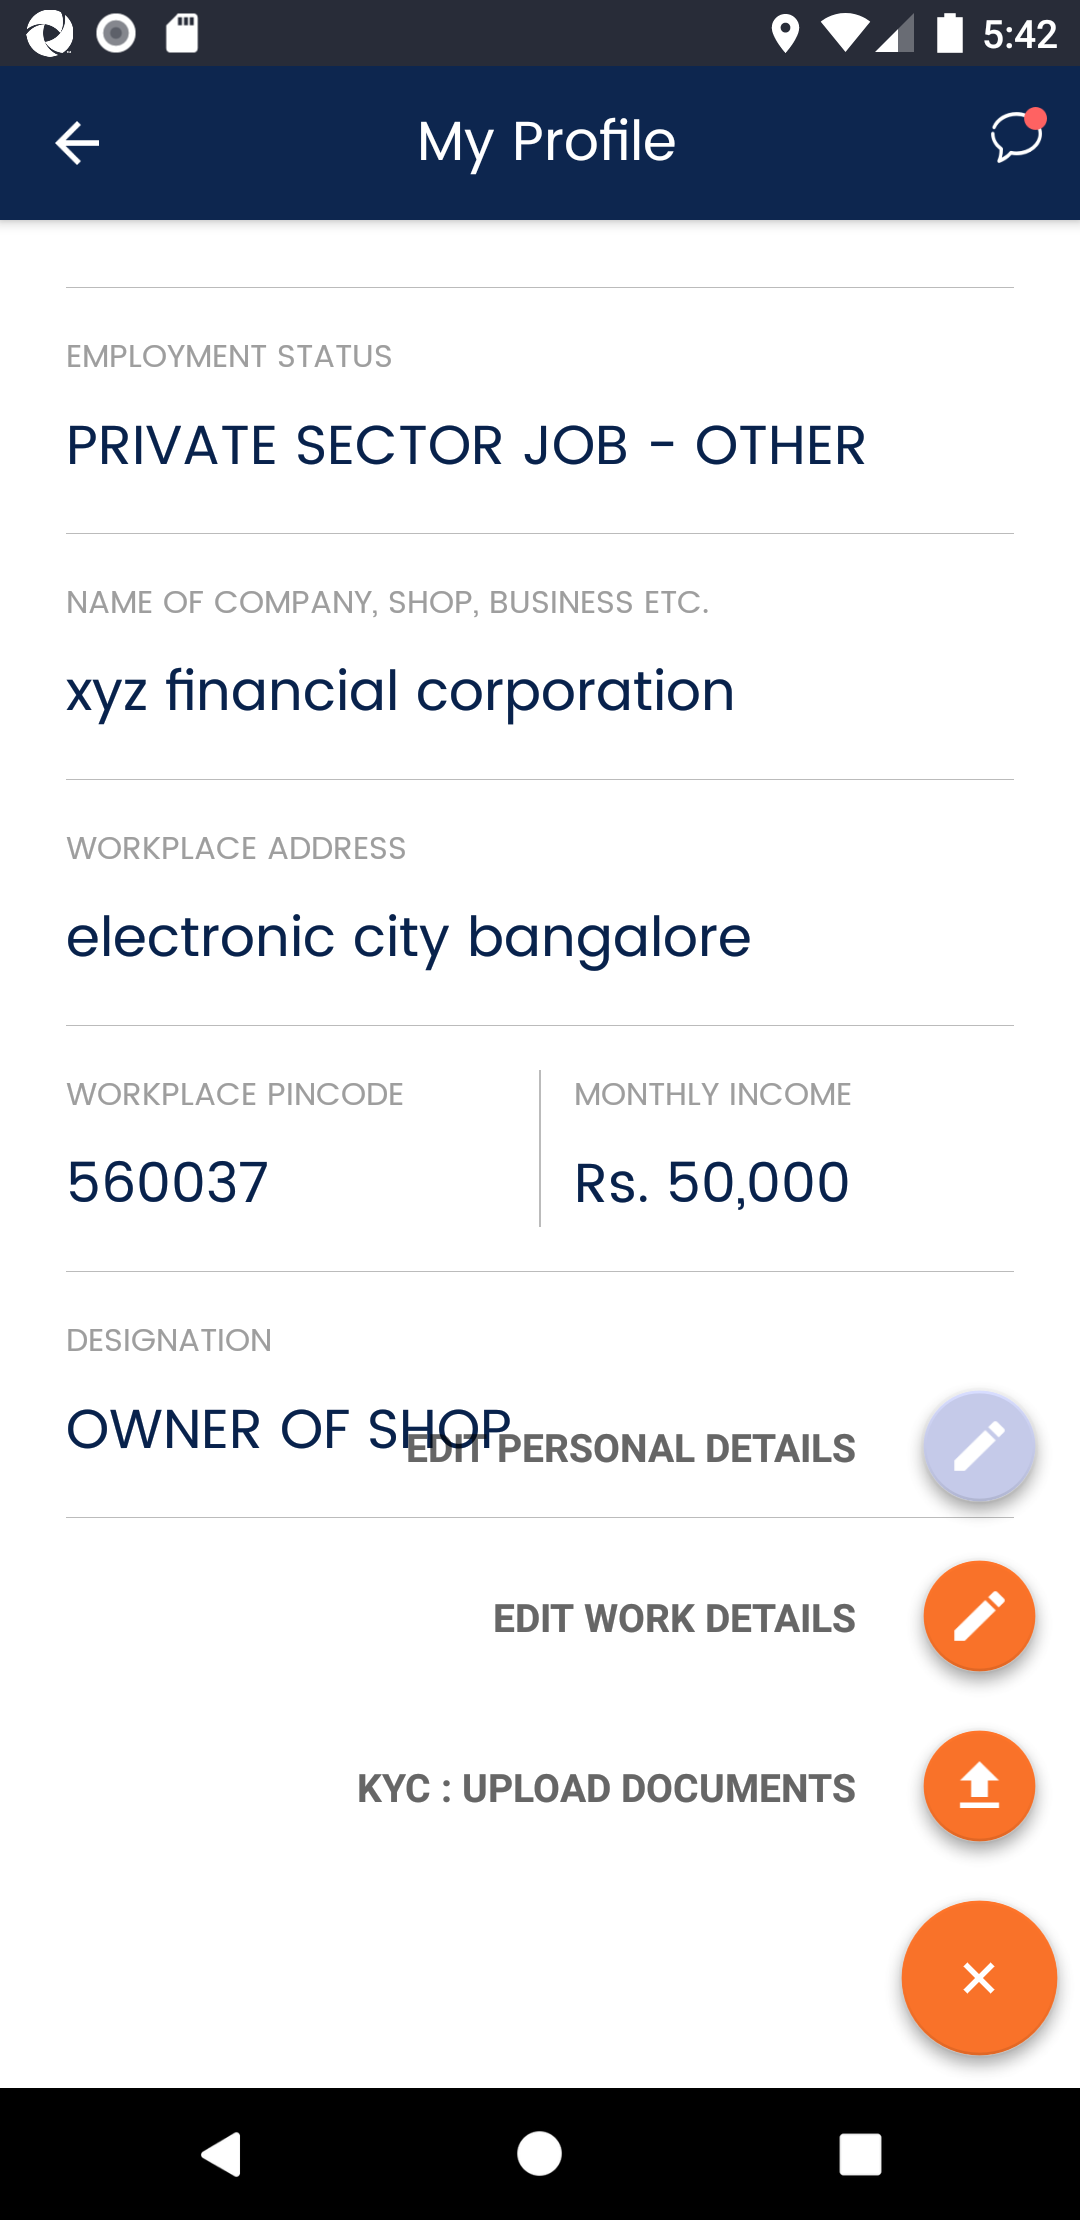 5:42
My Profile
EMPLOYMENT STATUS
PRIVATE SECTOR JOB - OTHER
NAME OF COMPANY, SHOP, BUSINESS ETC.
xyz financial corporation
WORKPLACE ADDRESS
electronic city bangalore
WORKPLACE PINCODE
560037
MONTHLY INCOME
Rs. 50,000
DESIGNATION
OWNER OF SHOP
EDIT PERSONAL DETAILS
EDIT WORK DETAILS
KYC : UPLOAD DOCUMENTS